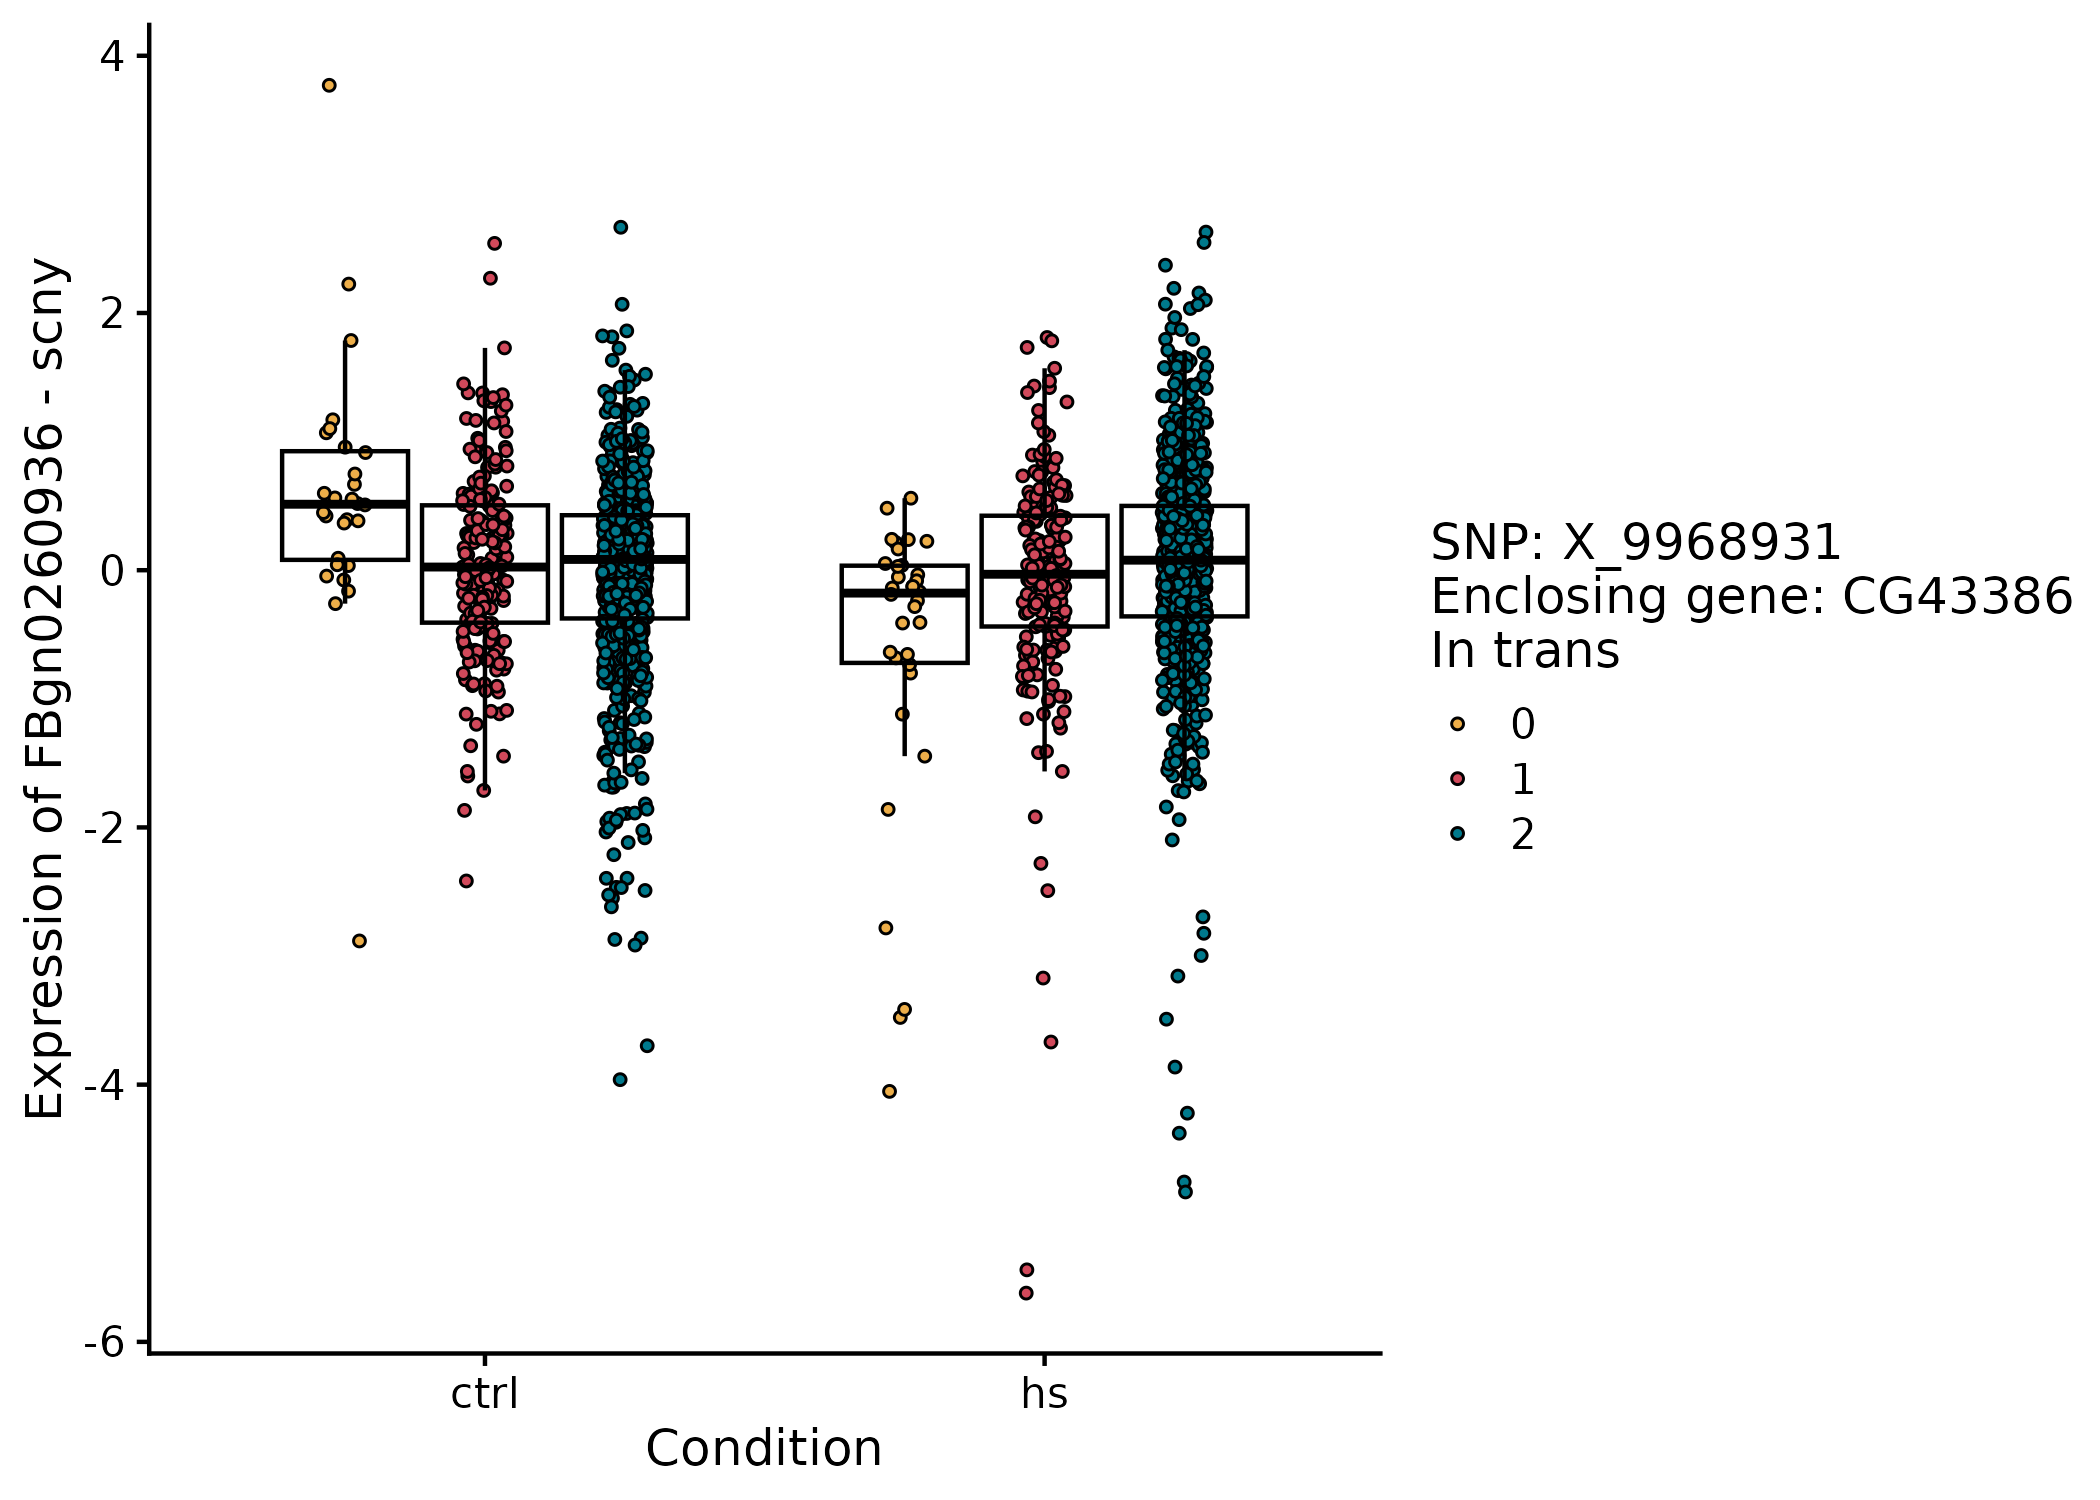 Expression of FBgn0260936 - scny
4
2
0
-2
-4
-6
ctrl
hs
Condition
SNP: X_9968931
Enclosing gene: CG43386
In trans
0
1
2